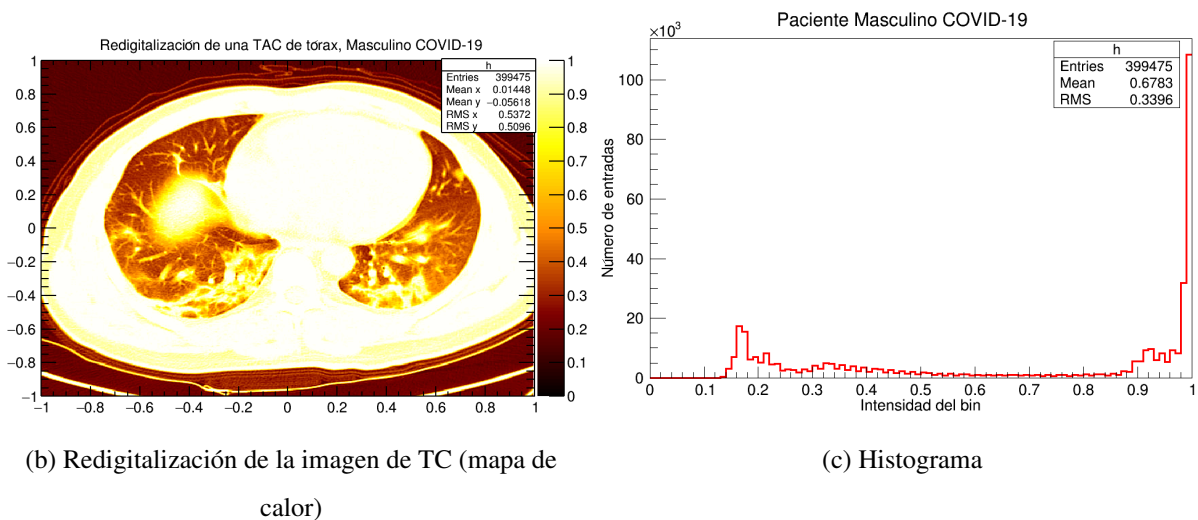 Redigitalización de una TAC de torax, Masculino COVID-19
h
Entries 399475
Mean x 0.01448
Mean y −0.05618
RMS x 0.5372
RMS y 0.5096
1
0.8
0.6
0.4
0.2
0
−0.2
−0.4
−0.6
−0.8
−1
−1 −0.8 −0.6 −0.4 −0.2 0 0.2 0.4 0.6 0.8 1
1
0.9
0.8
0.7
0.6
0.5
0.4
0.3
0.2
0.1
0
(b) Redigitalización de la imagen de TC (mapa de
calor)
Paciente Masculino COVID-19
×10³
h
Entries 399475
Mean 0.6783
RMS 0.3396
Número de entradas
100
80
60
40
20
0
0 0.1 0.2 0.3 0.4 0.5 0.6 0.7 0.8 0.9 1
Intensidad del bin
(c) Histograma